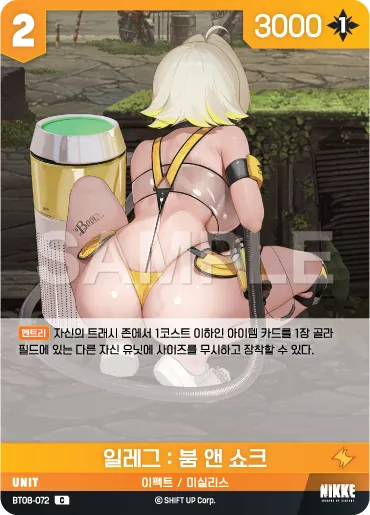 2
3000 1
SAMPLE
엔트리 자신의 트래시 존에서 1코스트 이하인 아이템 카드를 1장 골라
필드에 있는 다른 자신 유닛에 사이즈를 무시하고 장착할 수 있다.
일레그 : 붐 앤 쇼크
UNIT
이펙트 / 미실리스
BT08-072 C
© SHIFT UP Corp.
NIKKE
GODDESS OF VICTORY